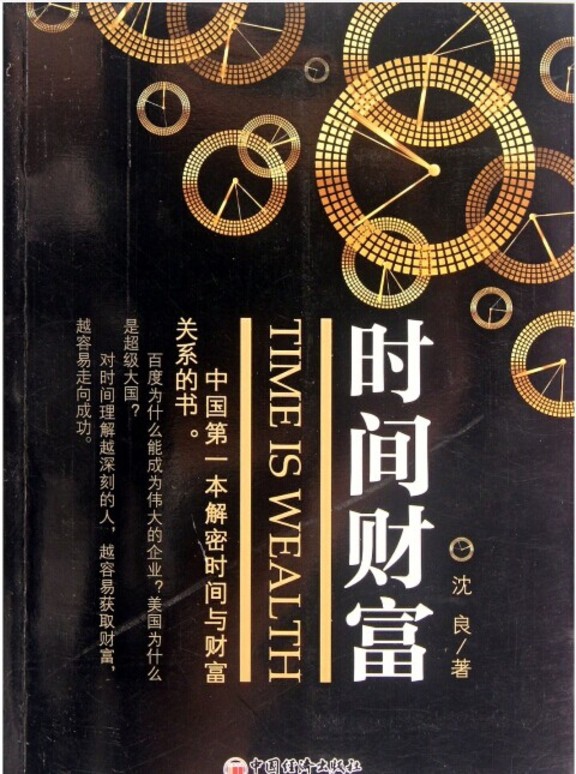 时间财富
沈良/著
TIME IS WEALTH
中国第一本解密时间与财富
关系的书。
百度为什么能成为伟大的企业？美国为什么
是超级大国？
对时间理解越深刻的人，越容易获取财富，
越容易走向成功。
中国经济出版社